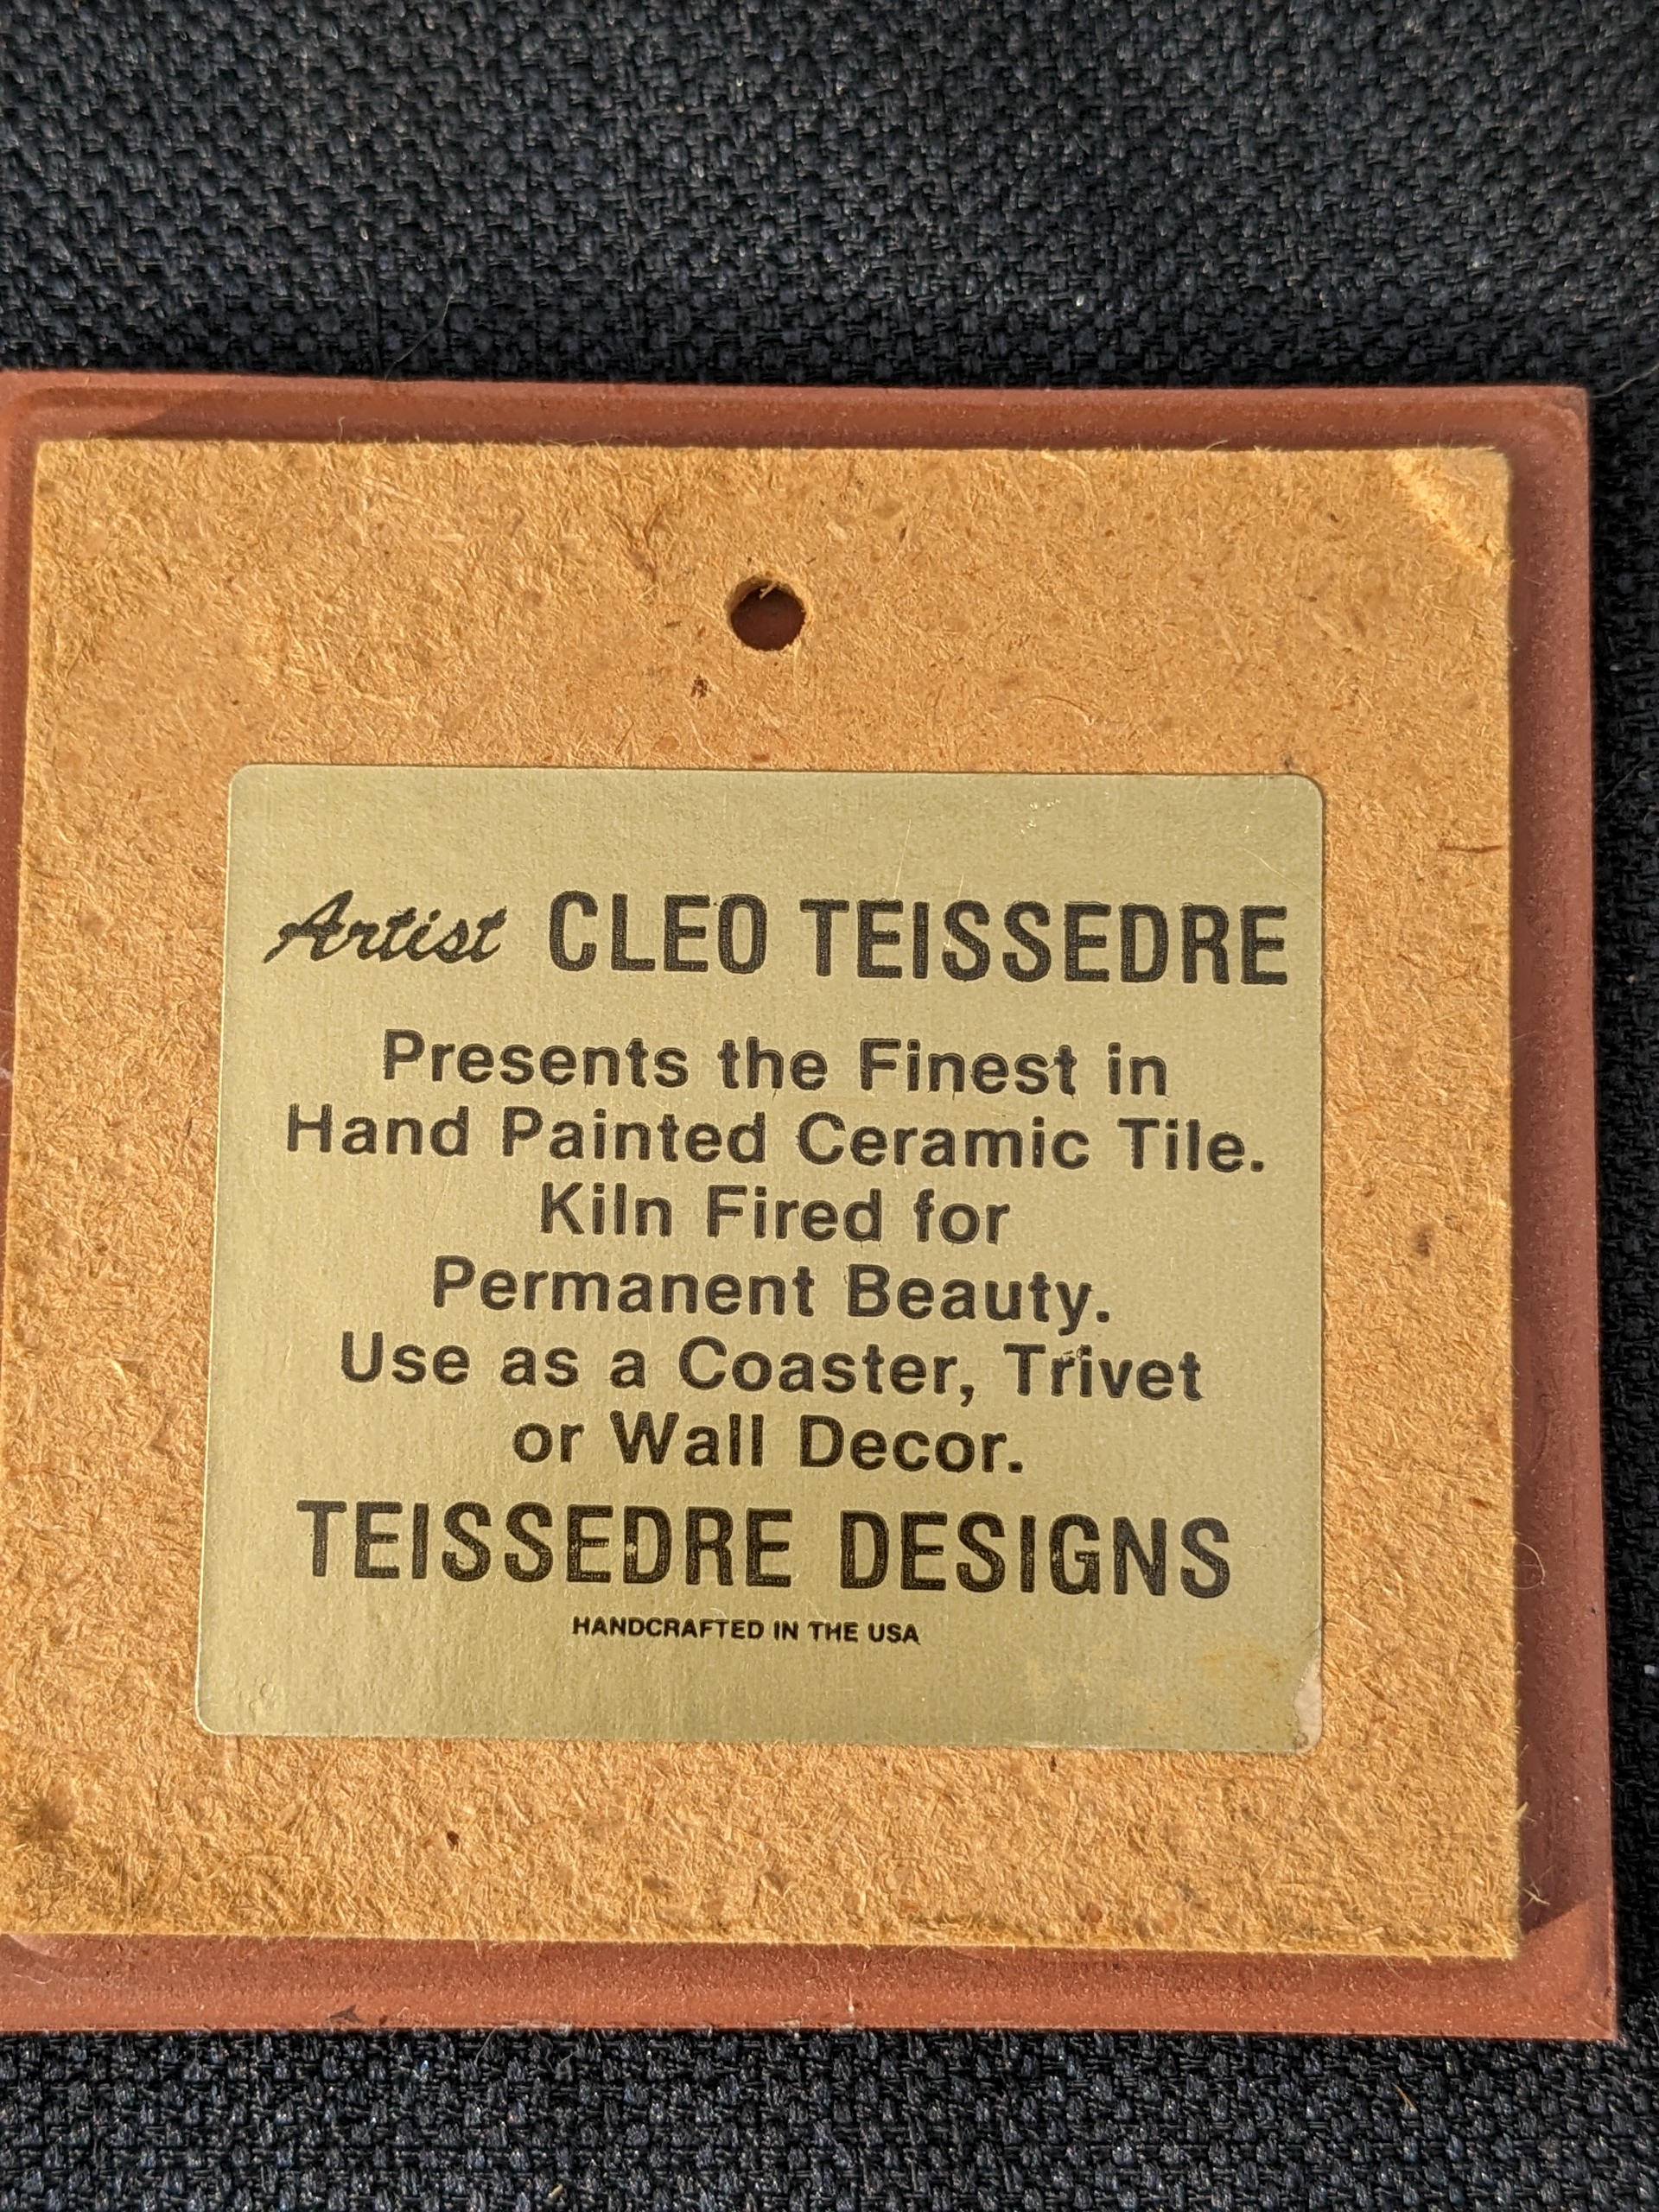 Artist CLEO TEISSEDRE
Presents the Finest in
Hand Painted Ceramic Tile.
Kiln Fired for
Permanent Beauty.
Use as a Coaster, Trivet
or Wall Decor.
TEISSEDRE DESIGNS
HANDCRAFTED IN THE USA